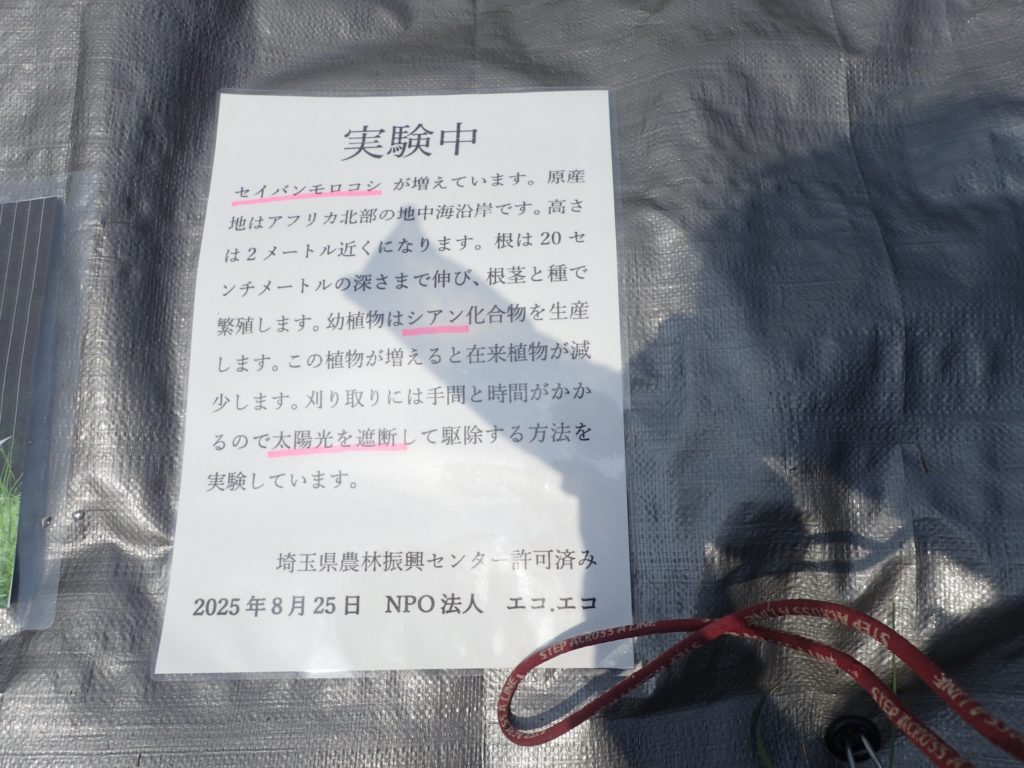 実験中
セイバンモロコシ が増えています。原産
地はアフリカ北部の地中海沿岸です。高さ
は2メートル近くになります。根は20セ
ンチメートルの深さまで伸び、根茎と種で
繁殖します。幼植物はシアン化合物を生産
します。この植物が増えると在来植物が減
少します。刈り取りには手間と時間がかか
るので太陽光を遮断して駆除する方法を
実験しています。
埼玉県農林振興センター許可済み
2025年8月25日 NPO法人 エコ.エコ
STEP ACROSS A LINE